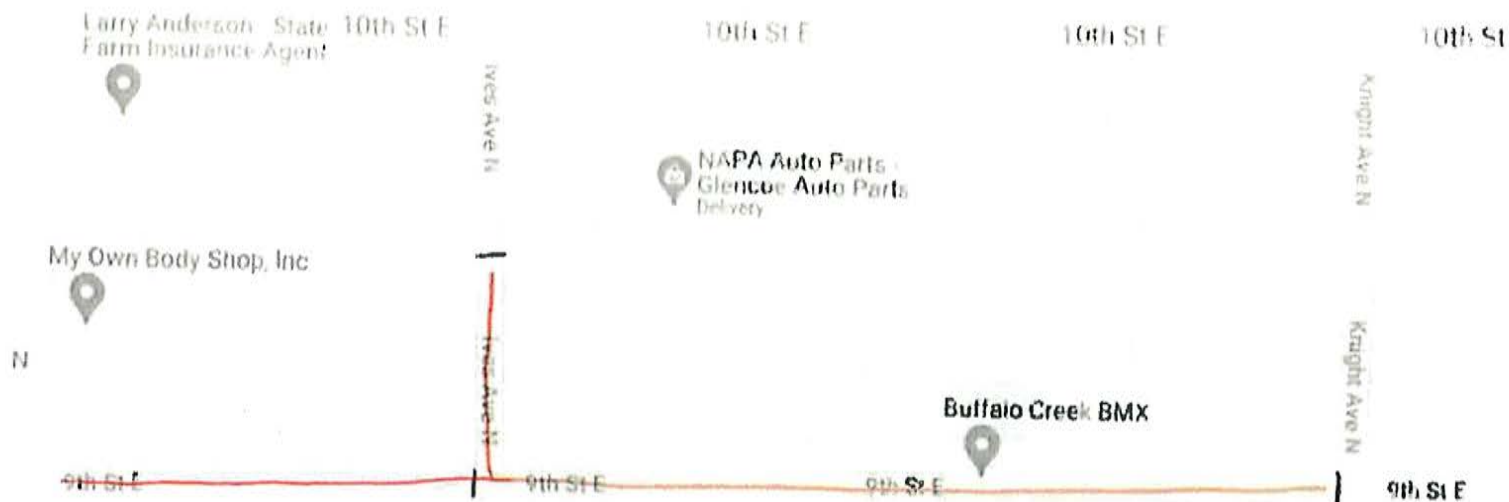 Larry Anderson State
Farm Insurance Agent
10th St E
10th St E
10th St E
10th St
Ives Ave N
Knight Ave N
NAPA Auto Parts -
Glencoe Auto Parts
Delivery
My Own Body Shop, Inc
N
Ives Ave N
Knight Ave N
Buffalo Creek BMX
9th St E
9th St E
9th St E
9th St E